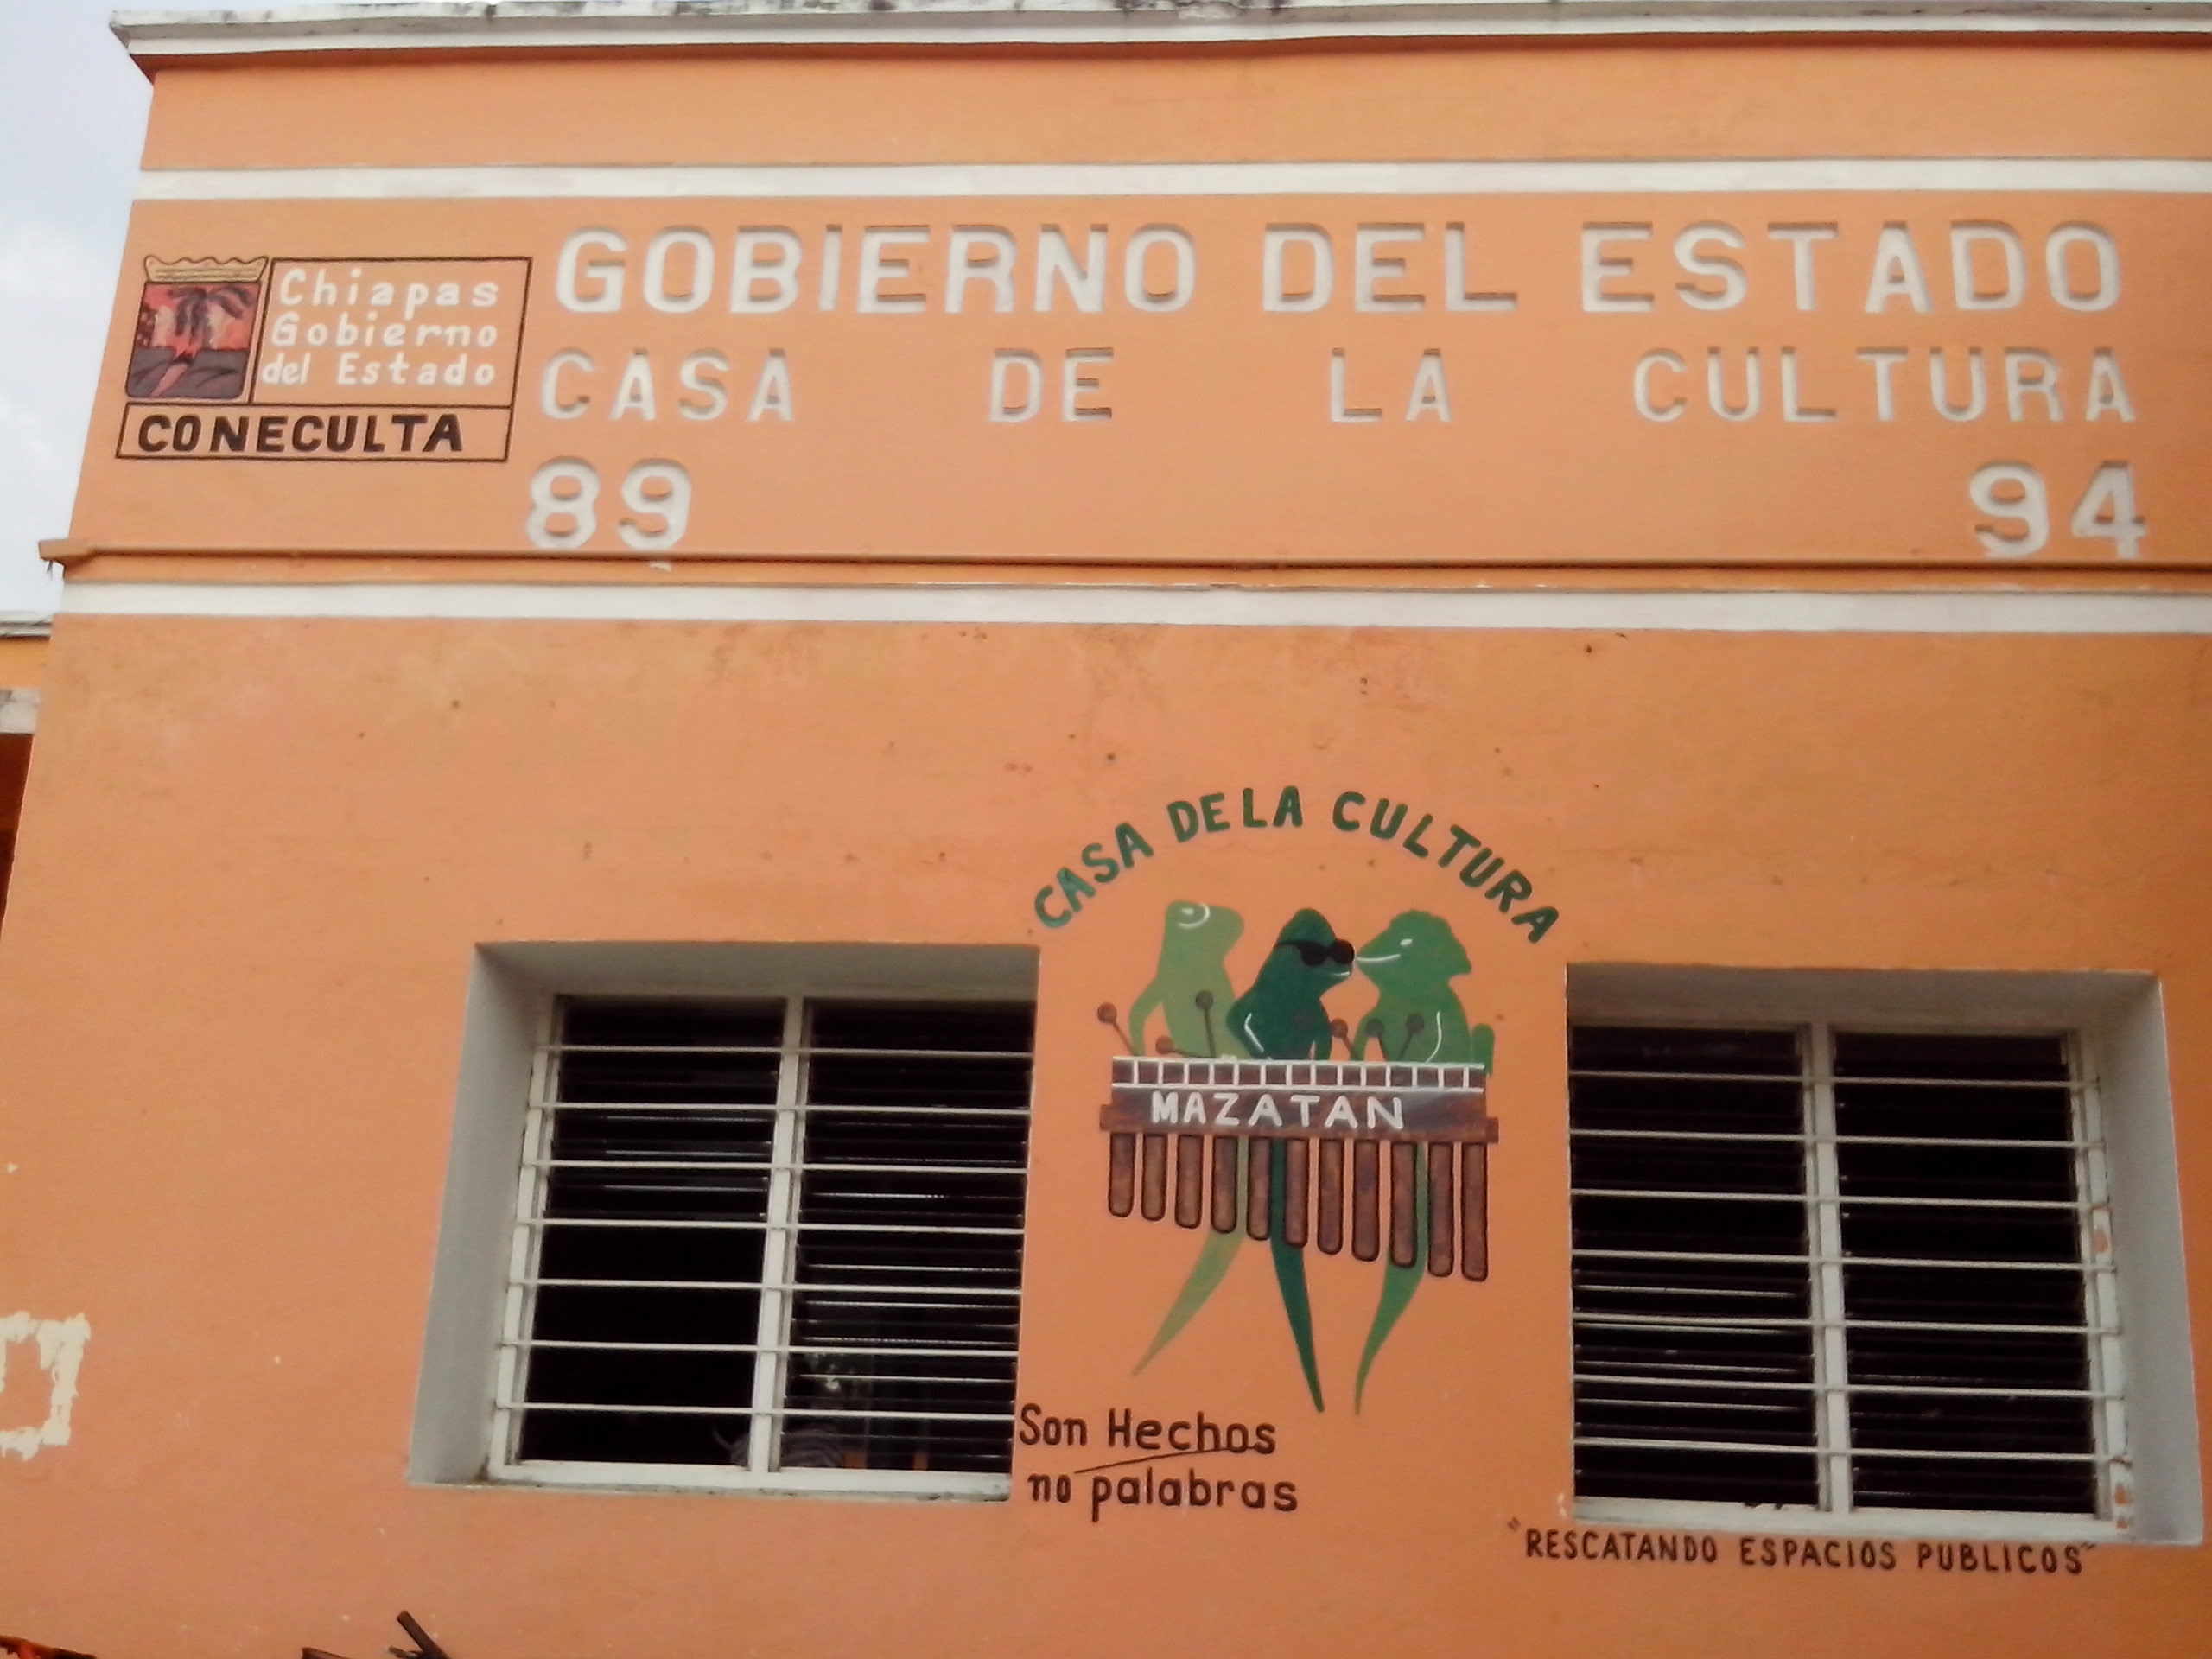 GOBIERNO DEL ESTADO
CASA DE LA CULTURA
89 94
Chiapas
Gobierno
del Estado
CONECULTA
CASA DE LA CULTURA
MAZATAN
Son Hechos
no palabras
"RESCATANDO ESPACIOS PUBLICOS"